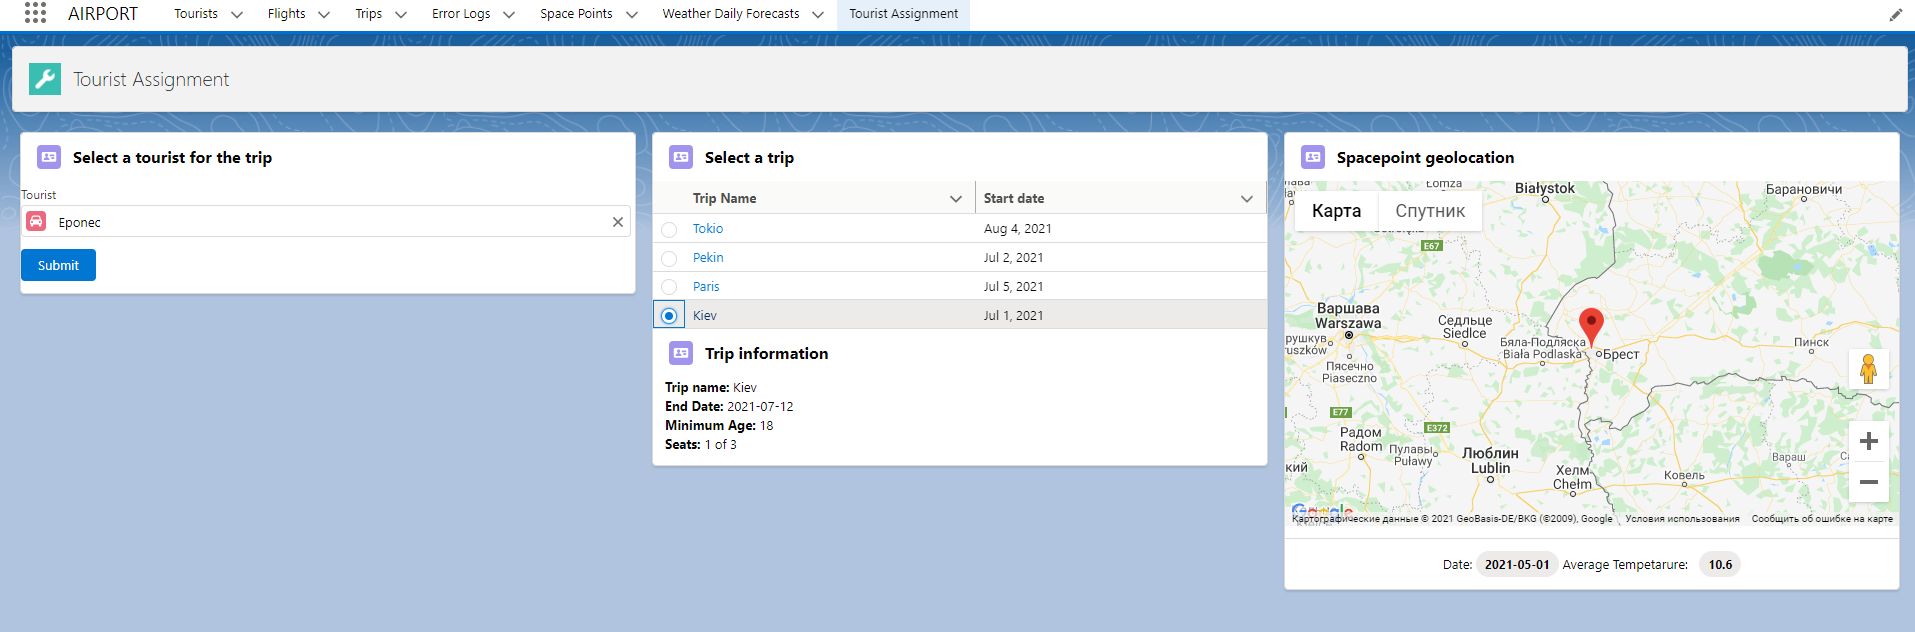 AIRPORT
Tourists
Flights
Trips
Error Logs
Space Points
Weather Daily Forecasts
Tourist Assignment
Tourist Assignment
Select a tourist for the trip
Tourist
Eponec
Submit
Select a trip
Trip Name
Start date
Tokio
Aug 4, 2021
Pekin
Jul 2, 2021
Paris
Jul 5, 2021
Kiev
Jul 1, 2021
Trip information
Trip name: Kiev
End Date: 2021-07-12
Minimum Age: 18
Seats: 1 of 3
Spacepoint geolocation
Łomża
Białystok
Барановичи
Карта
Спутник
E67
Варшава
Warszawa
Седльце
Siedlce
рушкув
ruszków
Бяла-Подляска
Biała Podlaska
Брест
Пинск
Пясечно
Piaseczno
E77
E372
Радом
Radom
Пулавы
Puławy
Люблин
Lublin
Хелм
Chełm
Ковель
Вараш
кий
Google
Картографические данные © 2021 GeoBasis-DE/BKG (©2009), Google
Условия использования
Сообщить об ошибке на карте
Date: 2021-05-01 Average Tempetarure: 10.6